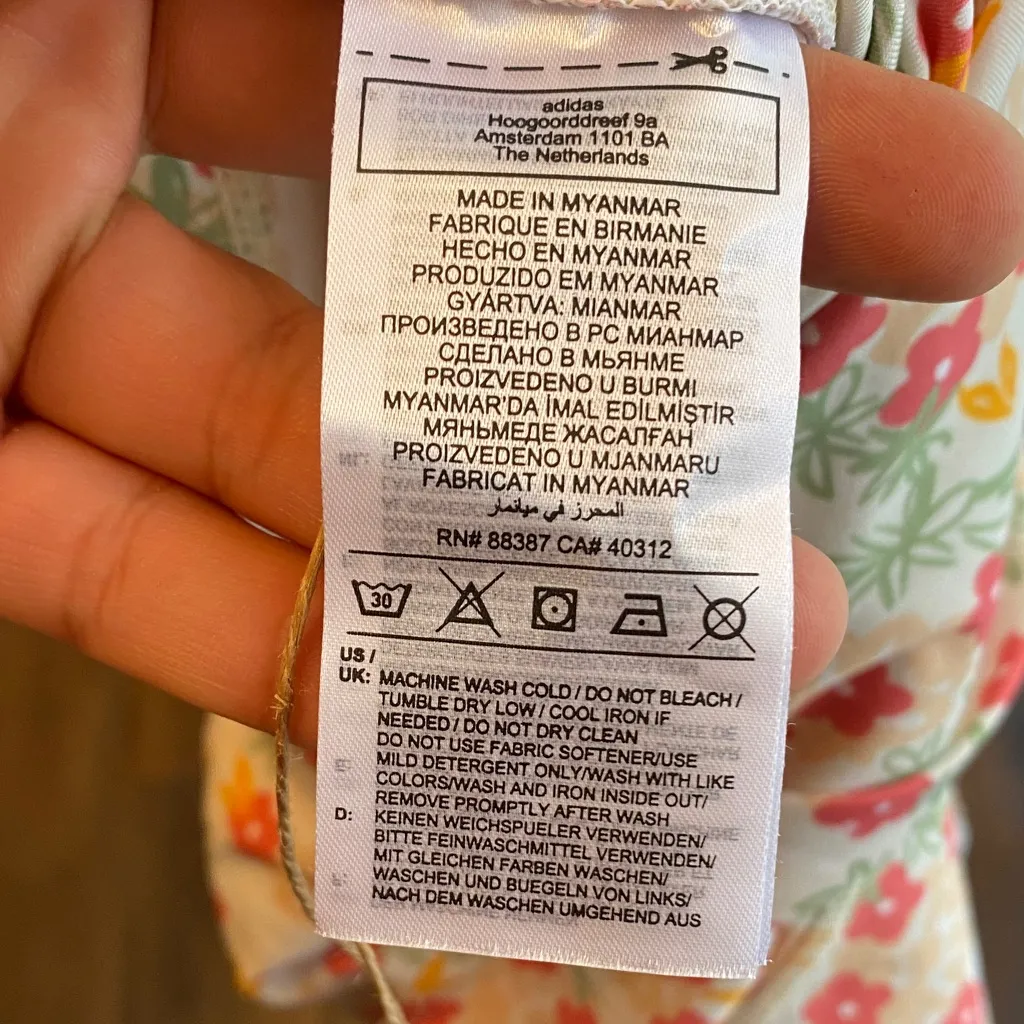 adidas
Hoogoorddreef 9a
Amsterdam 1101 BA
The Netherlands
MADE IN MYANMAR
FABRIQUE EN BIRMANIE
HECHO EN MYANMAR
PRODUZIDO EM MYANMAR
GYÁRTVA: MIANMAR
ПРОИЗВЕДЕНО В РС МИАНМАР
СДЕЛАНО В МЬЯНМЕ
PROIZVEDENO U BURMI
MYANMAR'DA İMAL EDİLMİŞTİR
МЯНЬМЕДЕ ЖАСАЛҒАН
PROIZVEDENO U MJANMARU
FABRICAT IN MYANMAR
المحرز في ميانمار
RN# 88387 CA# 40312
30
US /
UK: MACHINE WASH COLD / DO NOT BLEACH /
TUMBLE DRY LOW / COOL IRON IF
NEEDED / DO NOT DRY CLEAN
DO NOT USE FABRIC SOFTENER/USE
MILD DETERGENT ONLY/WASH WITH LIKE
COLORS/WASH AND IRON INSIDE OUT/
REMOVE PROMPTLY AFTER WASH
D: KEINEN WEICHSPUELER VERWENDEN/
BITTE FEINWASCHMITTEL VERWENDEN/
MIT GLEICHEN FARBEN WASCHEN/
WASCHEN UND BUEGELN VON LINKS/
NACH DEM WASCHEN UMGEHEND AUS